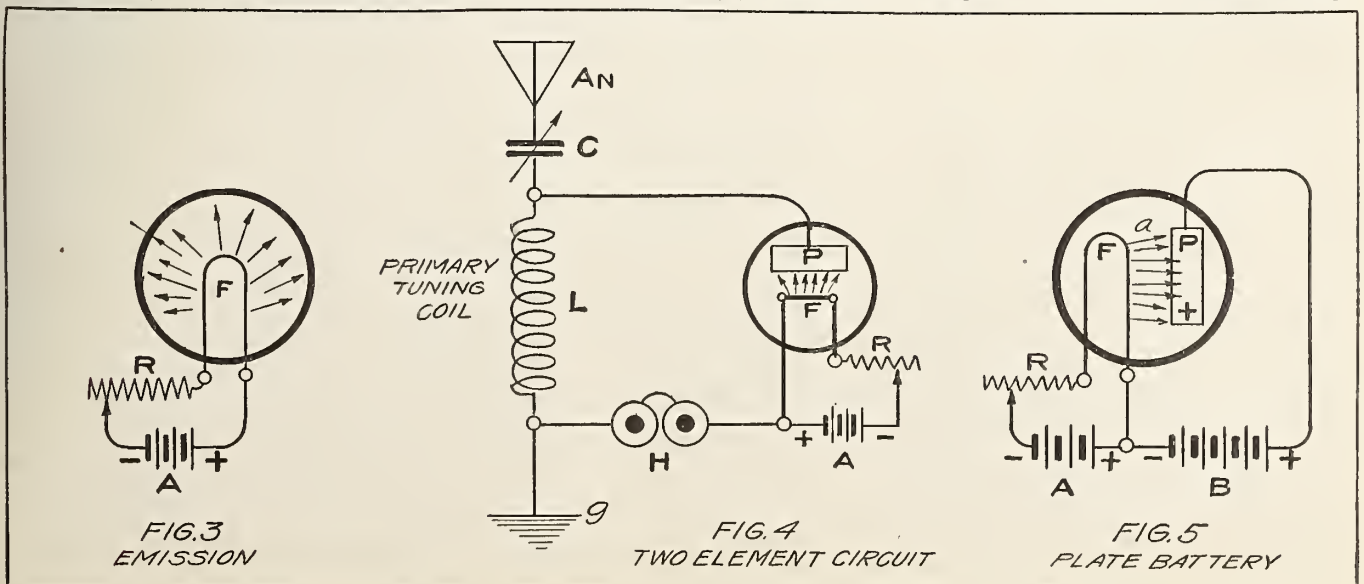 F
R
- +
A
FIG.3
EMISSION
AN
C
PRIMARY
TUNING
COIL
L
P
F
R
+ -
H
A
g
FIG.4
TWO ELEMENT CIRCUIT
a
F
P
+
R
- + - +
A
B
FIG.5
PLATE BATTERY